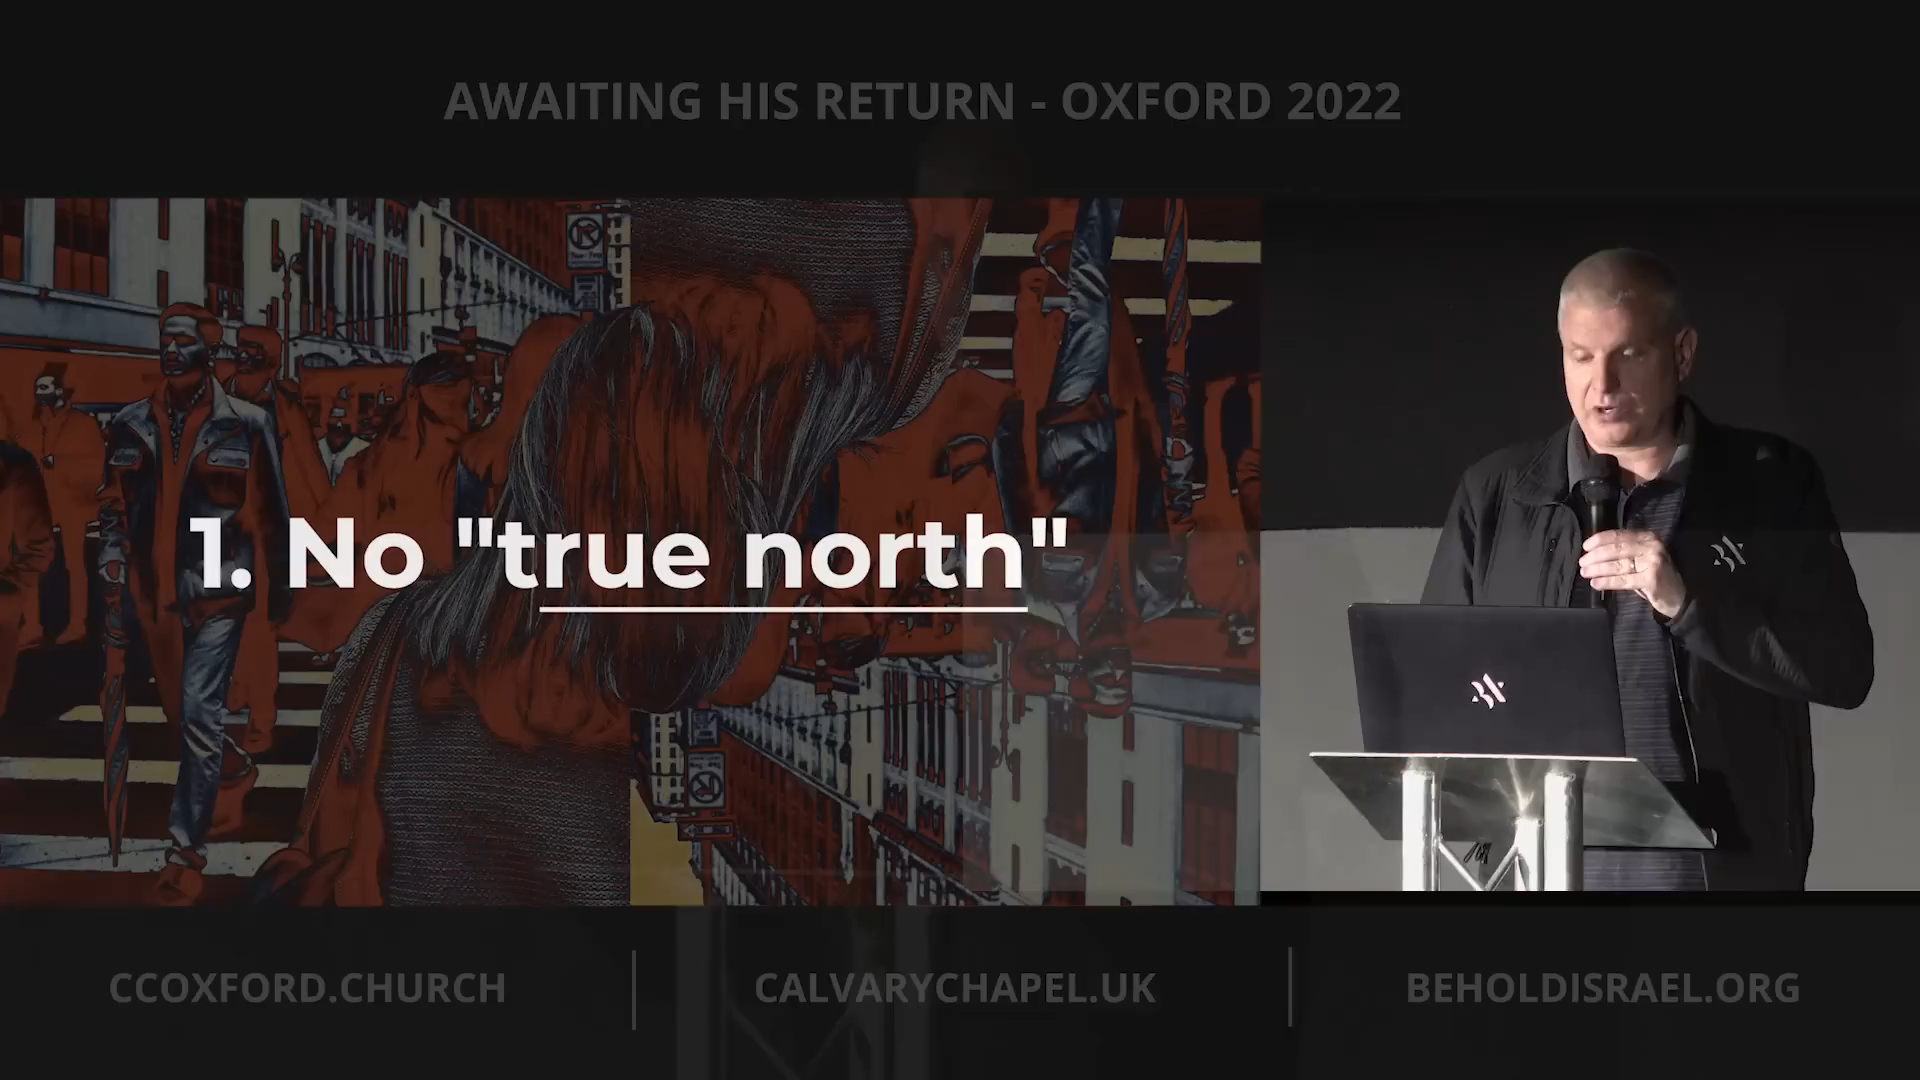 AWAITING HIS RETURN - OXFORD 2022
1. No "true north"
CCOXFORD.CHURCH
CALVARYCHAPEL.UK
BEHOLDISRAEL.ORG